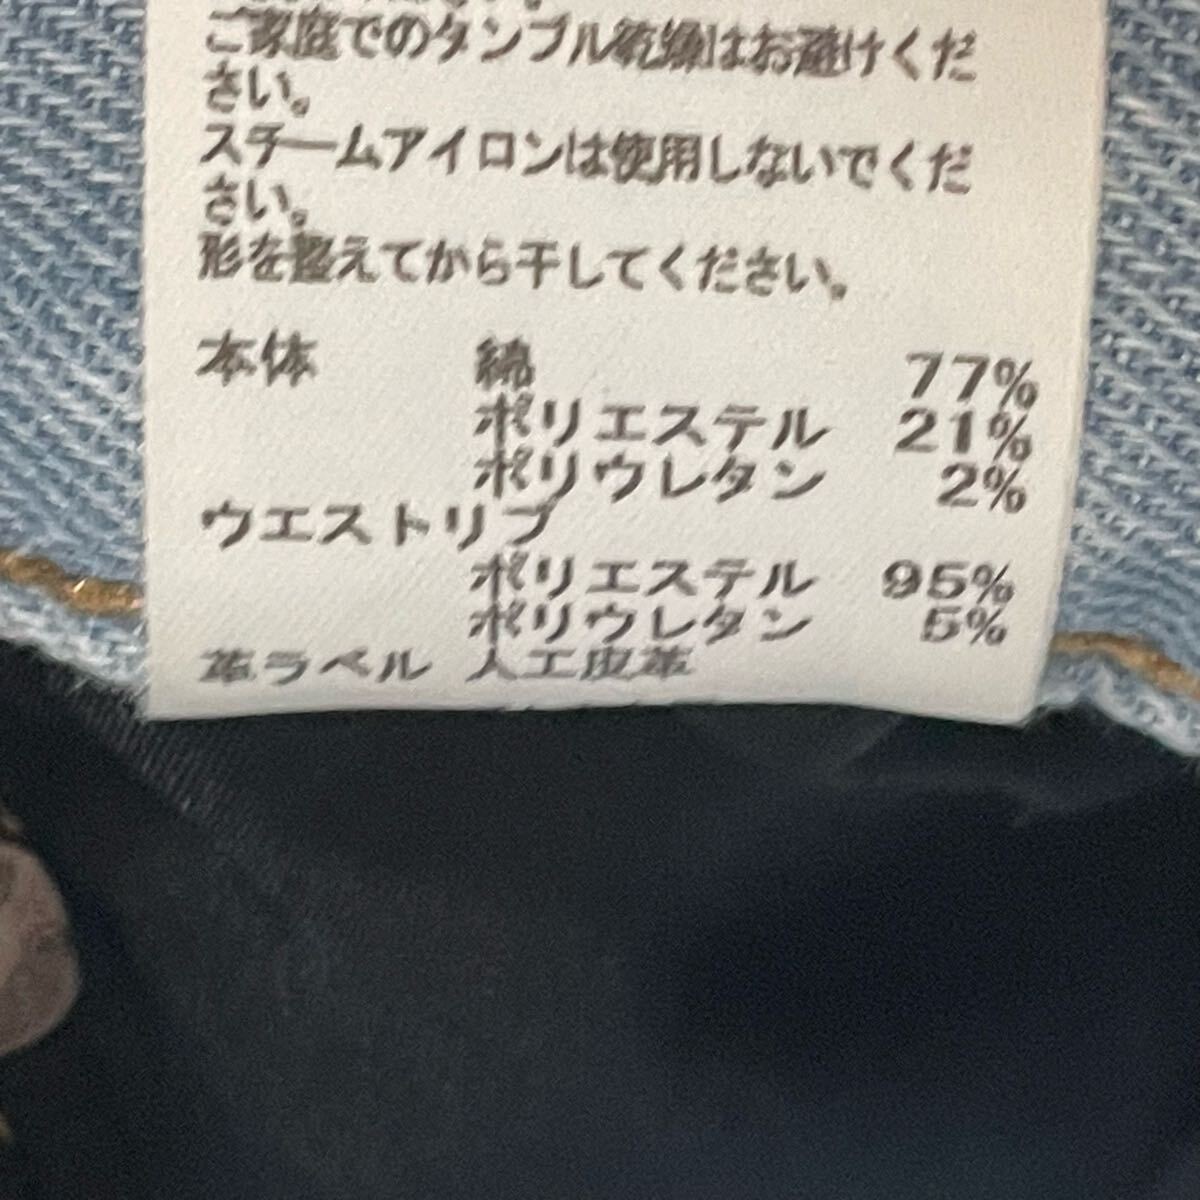 ご家庭でのタンブル乾燥はお避けくだ
さい。
スチームアイロンは使用しないでくだ
さい。
形を整えてから干してください。
本体 綿 77%
ポリエステル 21%
ポリウレタン 2%
ウエストリブ
ポリエステル 95%
ポリウレタン 5%
革ラベル 人工皮革